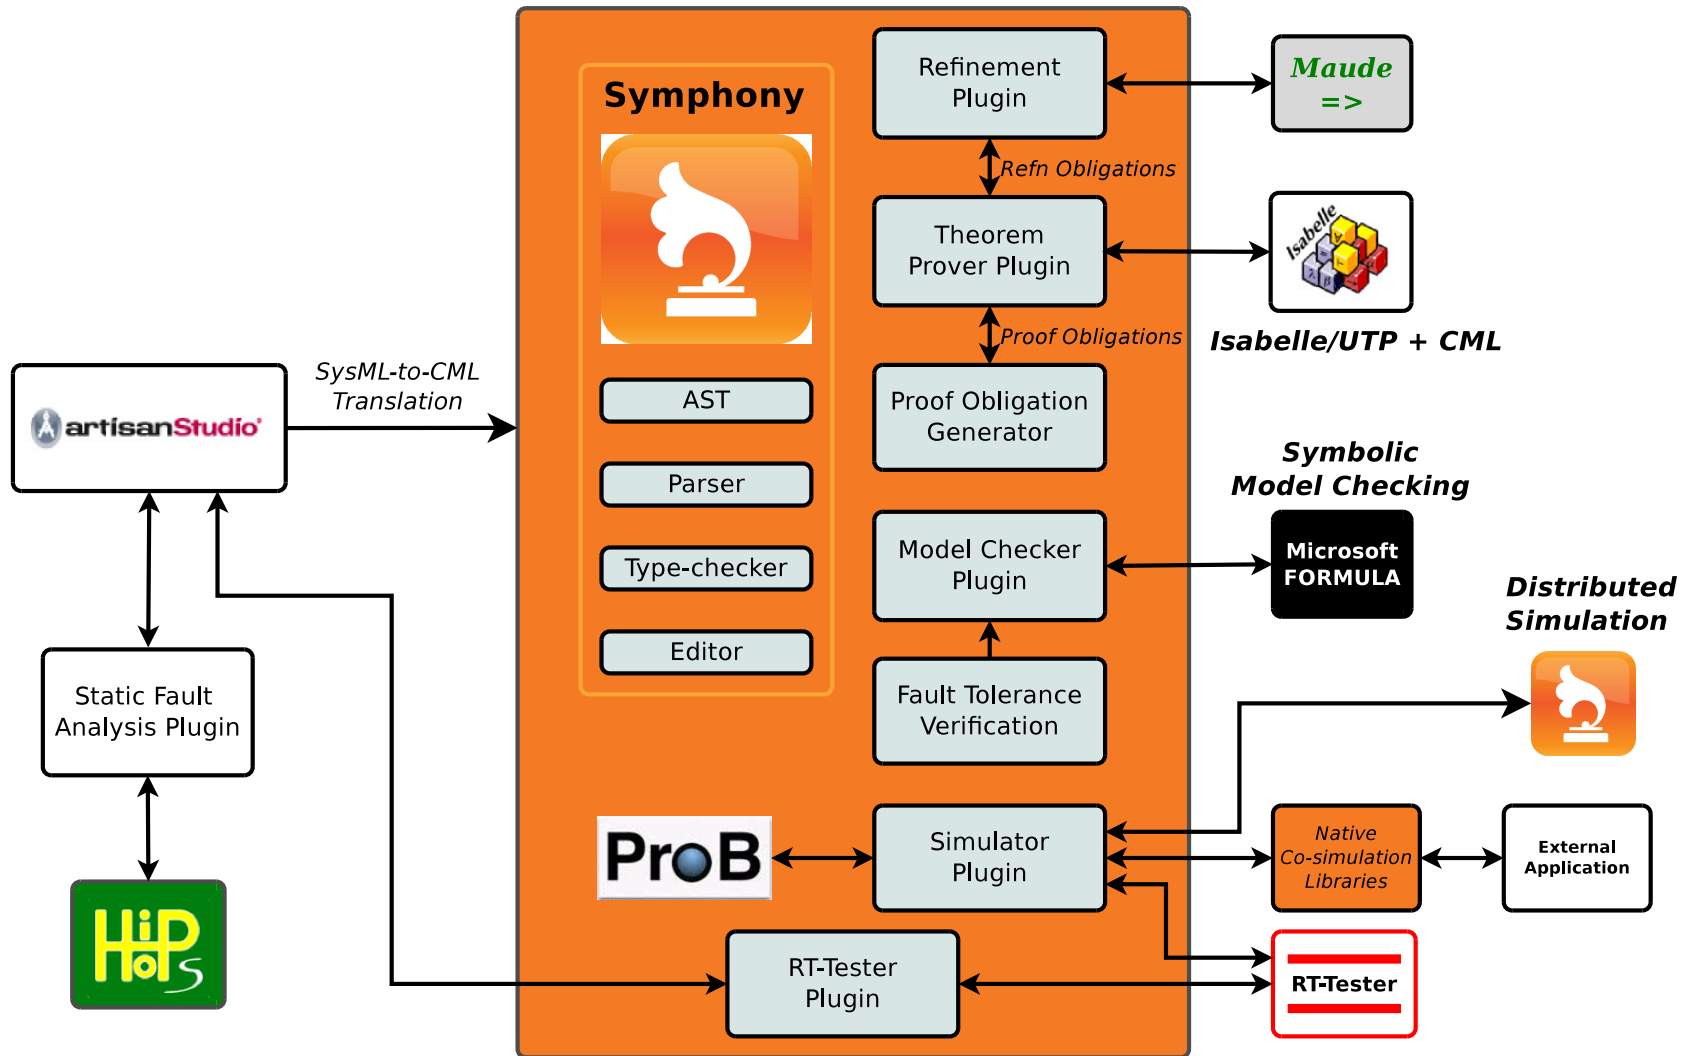 Symphony
AST
Parser
Type-checker
Editor
Refinement
Plugin
Refn Obligations
Theorem
Prover Plugin
Proof Obligations
Proof Obligation
Generator
Model Checker
Plugin
Fault Tolerance
Verification
Simulator
Plugin
RT-Tester
Plugin
ProB
SysML-to-CML
Translation
artisanStudio
Static Fault
Analysis Plugin
HiP
HoPS
Maude
=>
Isabelle
Isabelle/UTP + CML
Symbolic
Model Checking
Microsoft
FORMULA
Distributed
Simulation
Native
Co-simulation
Libraries
External
Application
RT-Tester